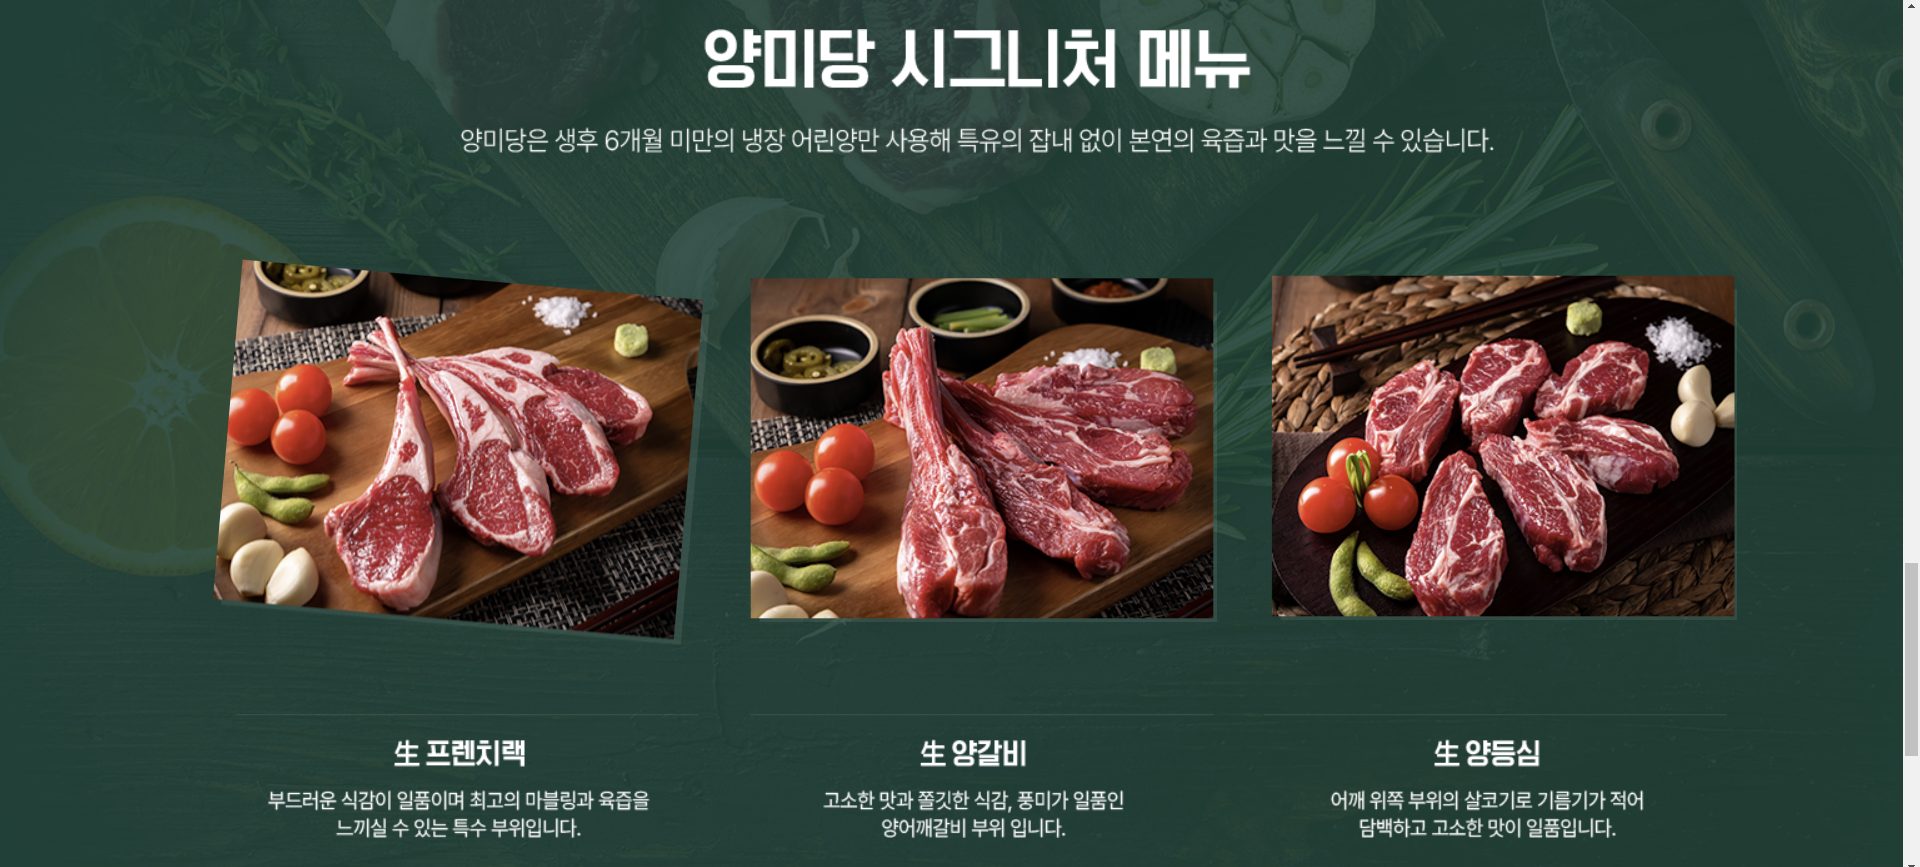 양미당 시그니처 메뉴
양미당은 생후 6개월 미만의 냉장 어린양만 사용해 특유의 잡내 없이 본연의 육즙과 맛을 느낄 수 있습니다.
生 프렌치랙
부드러운 식감이 일품이며 최고의 마블링과 육즙을
느끼실 수 있는 특수 부위입니다.
生 양갈비
고소한 맛과 쫄깃한 식감, 풍미가 일품인
양어깨갈비 부위 입니다.
生 양등심
어깨 위쪽 부위의 살코기로 기름기가 적어
담백하고 고소한 맛이 일품입니다.